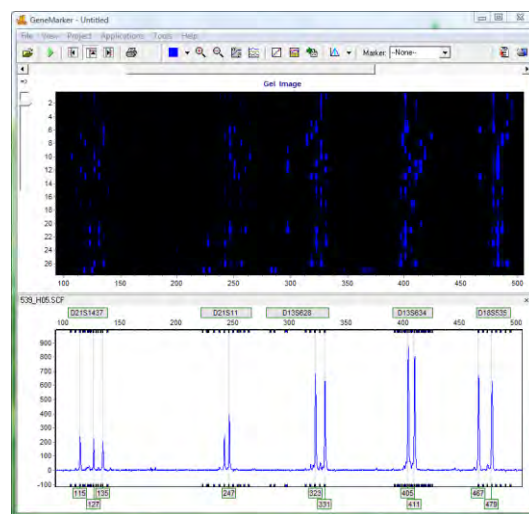 GeneMarker - Untitled
File View Project Applications Tools Help
Marker: --None--
Gel Image
2
4
6
8
10
12
14
16
18
20
22
24
26
100 150 200 250 300 350 400 450 500
539_H05.SCF
D21S1437 D21S11 D13S628 D13S634 D18S535
100 150 200 250 300 350 400 450 500
900
800
700
600
500
400
300
200
100
0
-100
115 135 247 323 405 467
127 331 411 479